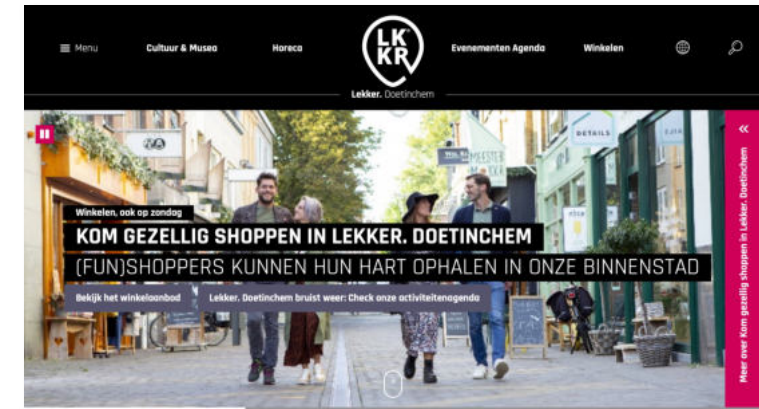 Menu
Cultuur & Musea
Horeca
LK
KR
Lekker. Doetinchem
Evenementen Agenda
Winkelen
DETAILS
MEESTER
Winkelen, ook op zondag
KOM GEZELLIG SHOPPEN IN LEKKER. DOETINCHEM
(FUN)SHOPPERS KUNNEN HUN HART OPHALEN IN ONZE BINNENSTAD
Bekijk het winkelaanbod
Lekker. Doetinchem bruist weer: Check onze activiteitenagenda
Meer over Kom gezellig shoppen in Lekker. Doetinchem